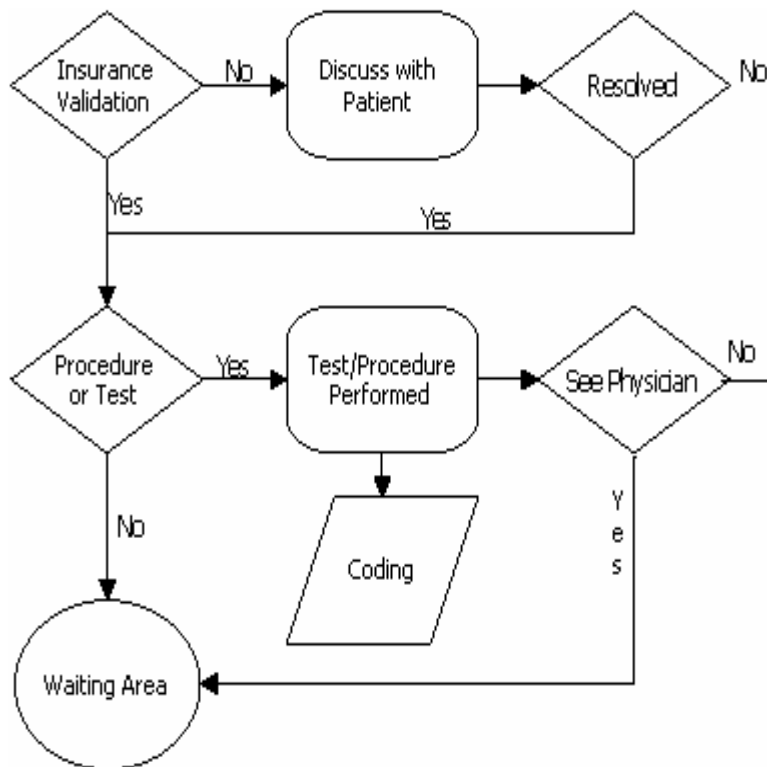 Insurance
Validation
No
Discuss with
Patient
Resolved
No
Yes
Yes
Procedure
or Test
Yes
Test/Procedure
Performed
See Physician
No
No
Coding
Yes
Waiting Area